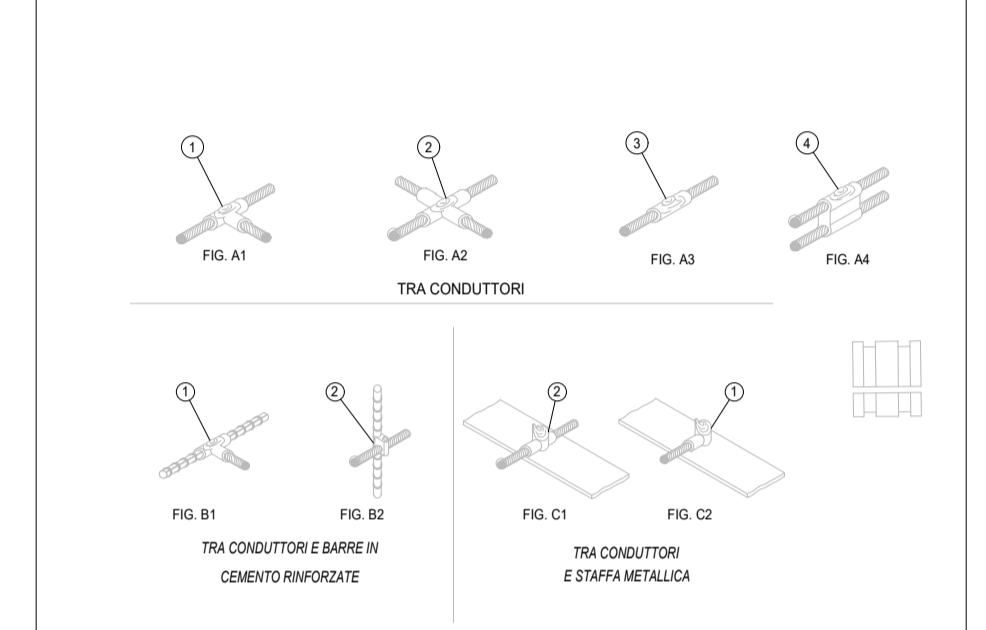 1
2
3
4
FIG. A1
FIG. A2
FIG. A3
FIG. A4
TRA CONDUTTORI
1
2
2
1
FIG. B1
FIG. B2
FIG. C1
FIG. C2
TRA CONDUTTORI E BARRE IN
CEMENTO RINFORZATE
TRA CONDUTTORI
E STAFFA METALLICA